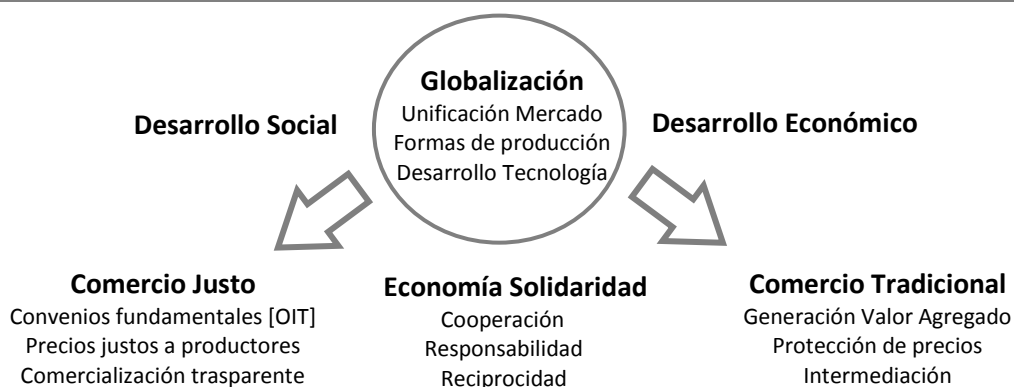 Globalización
Unificación Mercado
Formas de producción
Desarrollo Tecnología
Desarrollo Social
Desarrollo Económico
Comercio Justo
Convenios fundamentales [OIT]
Precios justos a productores
Comercialización trasparente
Economía Solidaridad
Cooperación
Responsabilidad
Reciprocidad
Comercio Tradicional
Generación Valor Agregado
Protección de precios
Intermediación